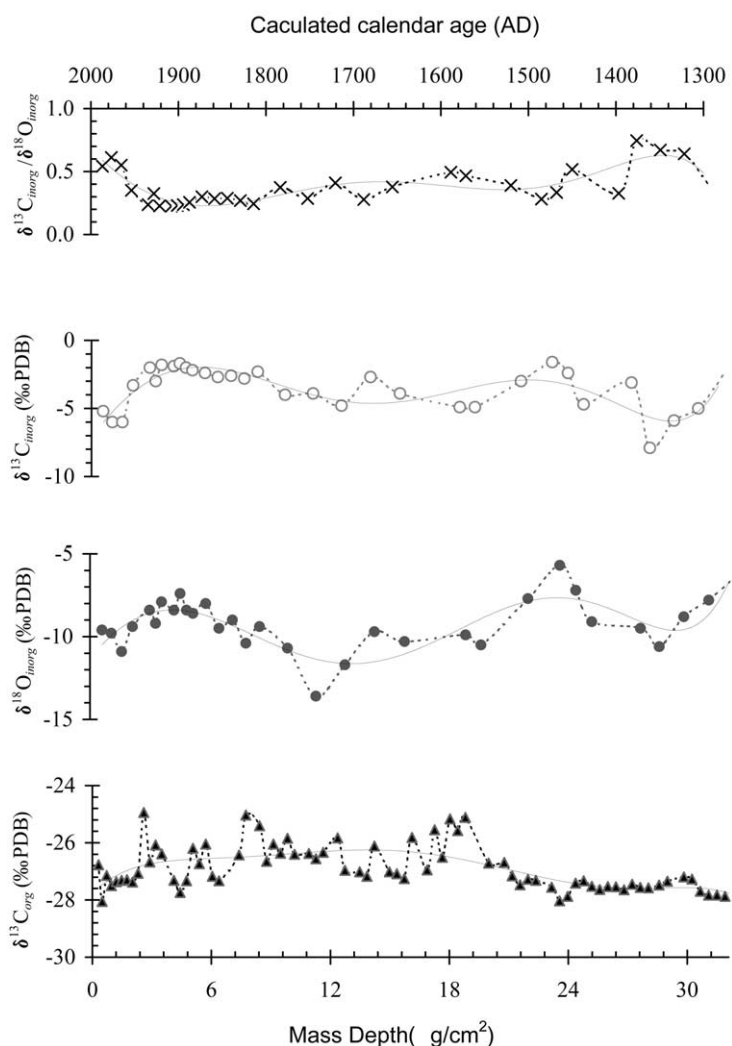 Caculated calendar age (AD)
2000 1900 1800 1700 1600 1500 1400 1300
δ¹³Cinorg/δ¹⁸Oinorg
1.0
0.5
0.0
δ¹³Cinorg (‰PDB)
0
-5
-10
δ¹⁸Oinorg (‰PDB)
-5
-10
-15
δ¹³Corg (‰PDB)
-24
-26
-28
-30
0 6 12 18 24 30
Mass Depth( g/cm²)